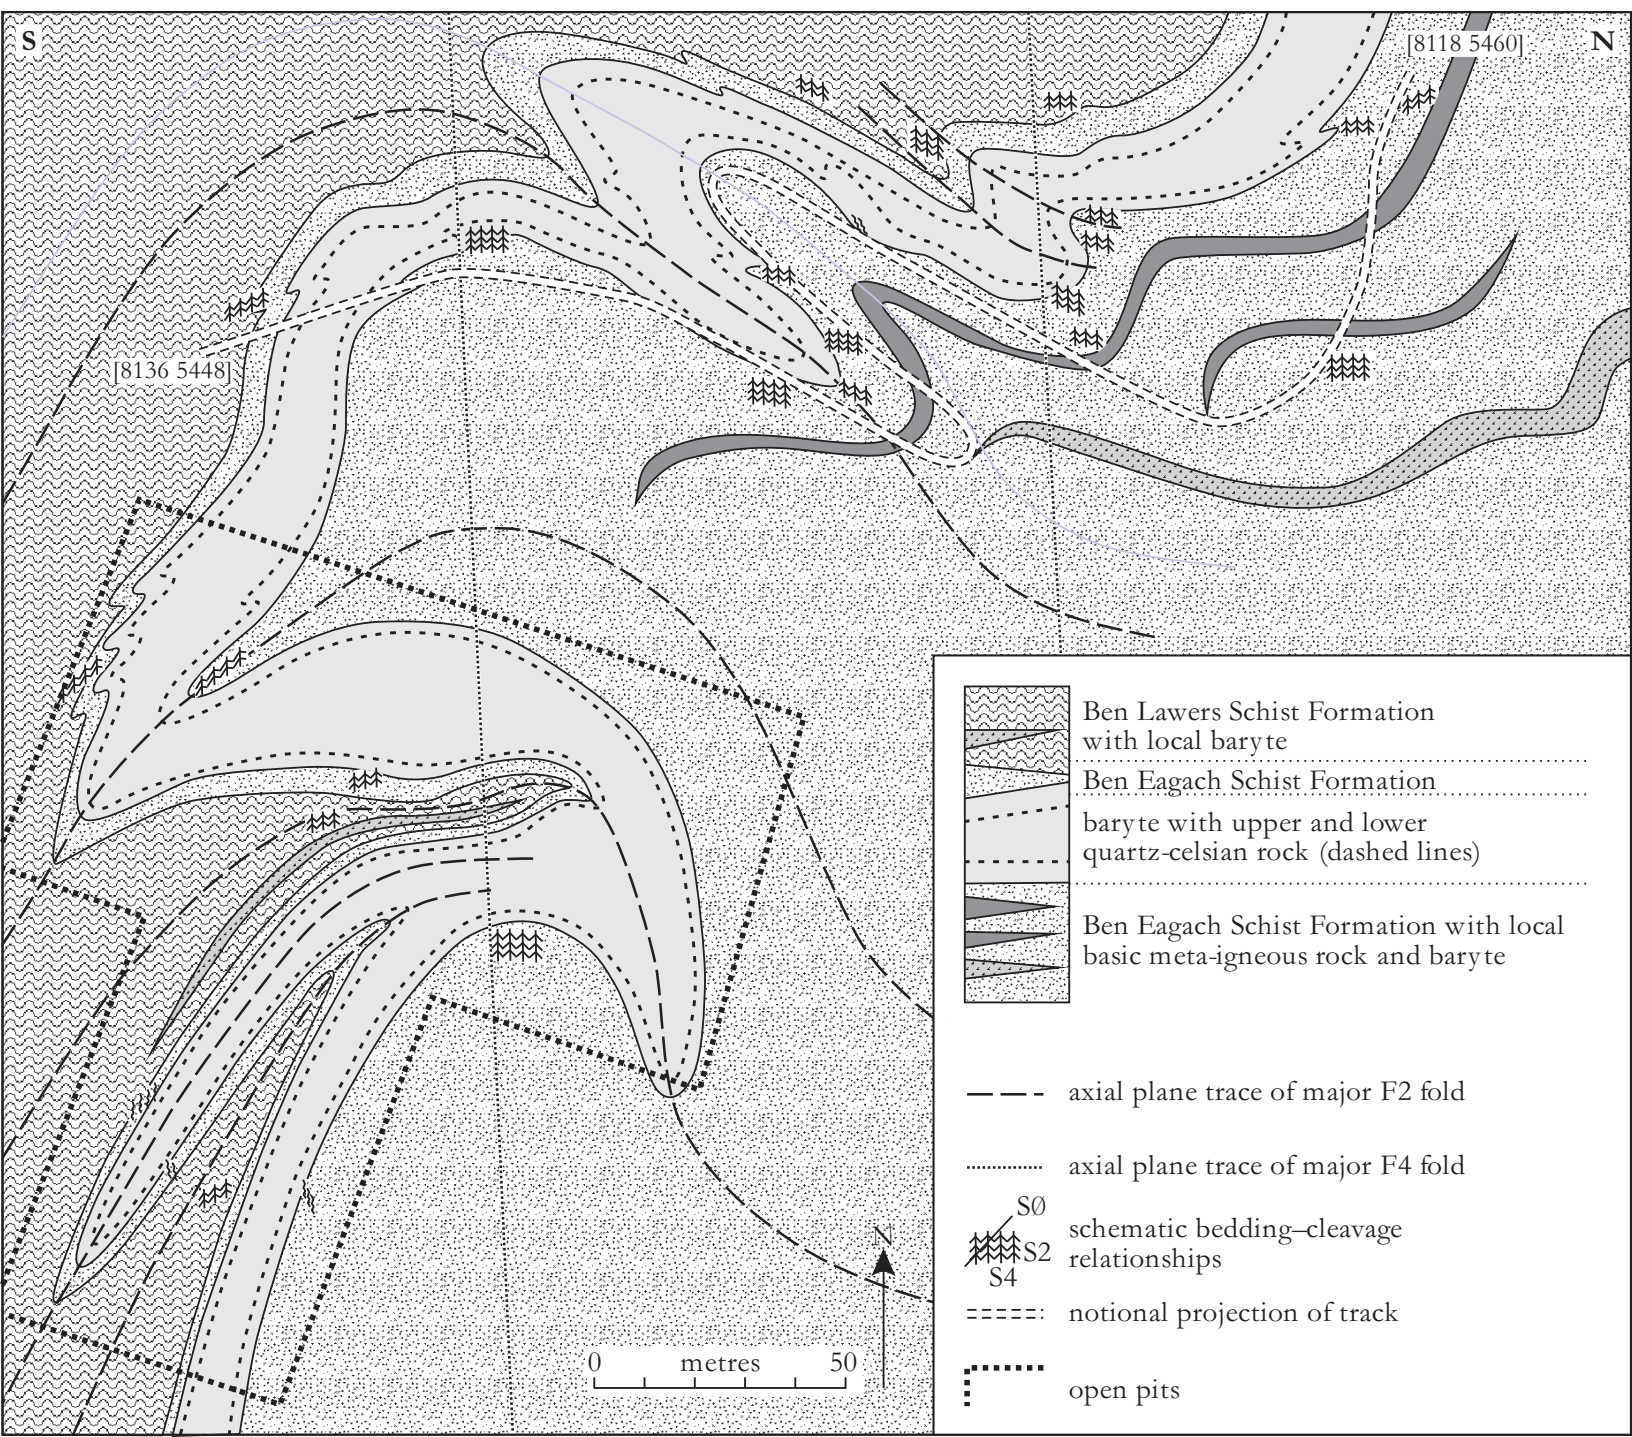 S
N
[8118 5460]
[8136 5448]
Ben Lawers Schist Formation
with local baryte
Ben Eagach Schist Formation
baryte with upper and lower
quartz-celsian rock (dashed lines)
Ben Eagach Schist Formation with local
basic meta-igneous rock and baryte
axial plane trace of major F2 fold
axial plane trace of major F4 fold
S0
S2
S4
schematic bedding–cleavage
relationships
notional projection of track
open pits
N
0 metres 50